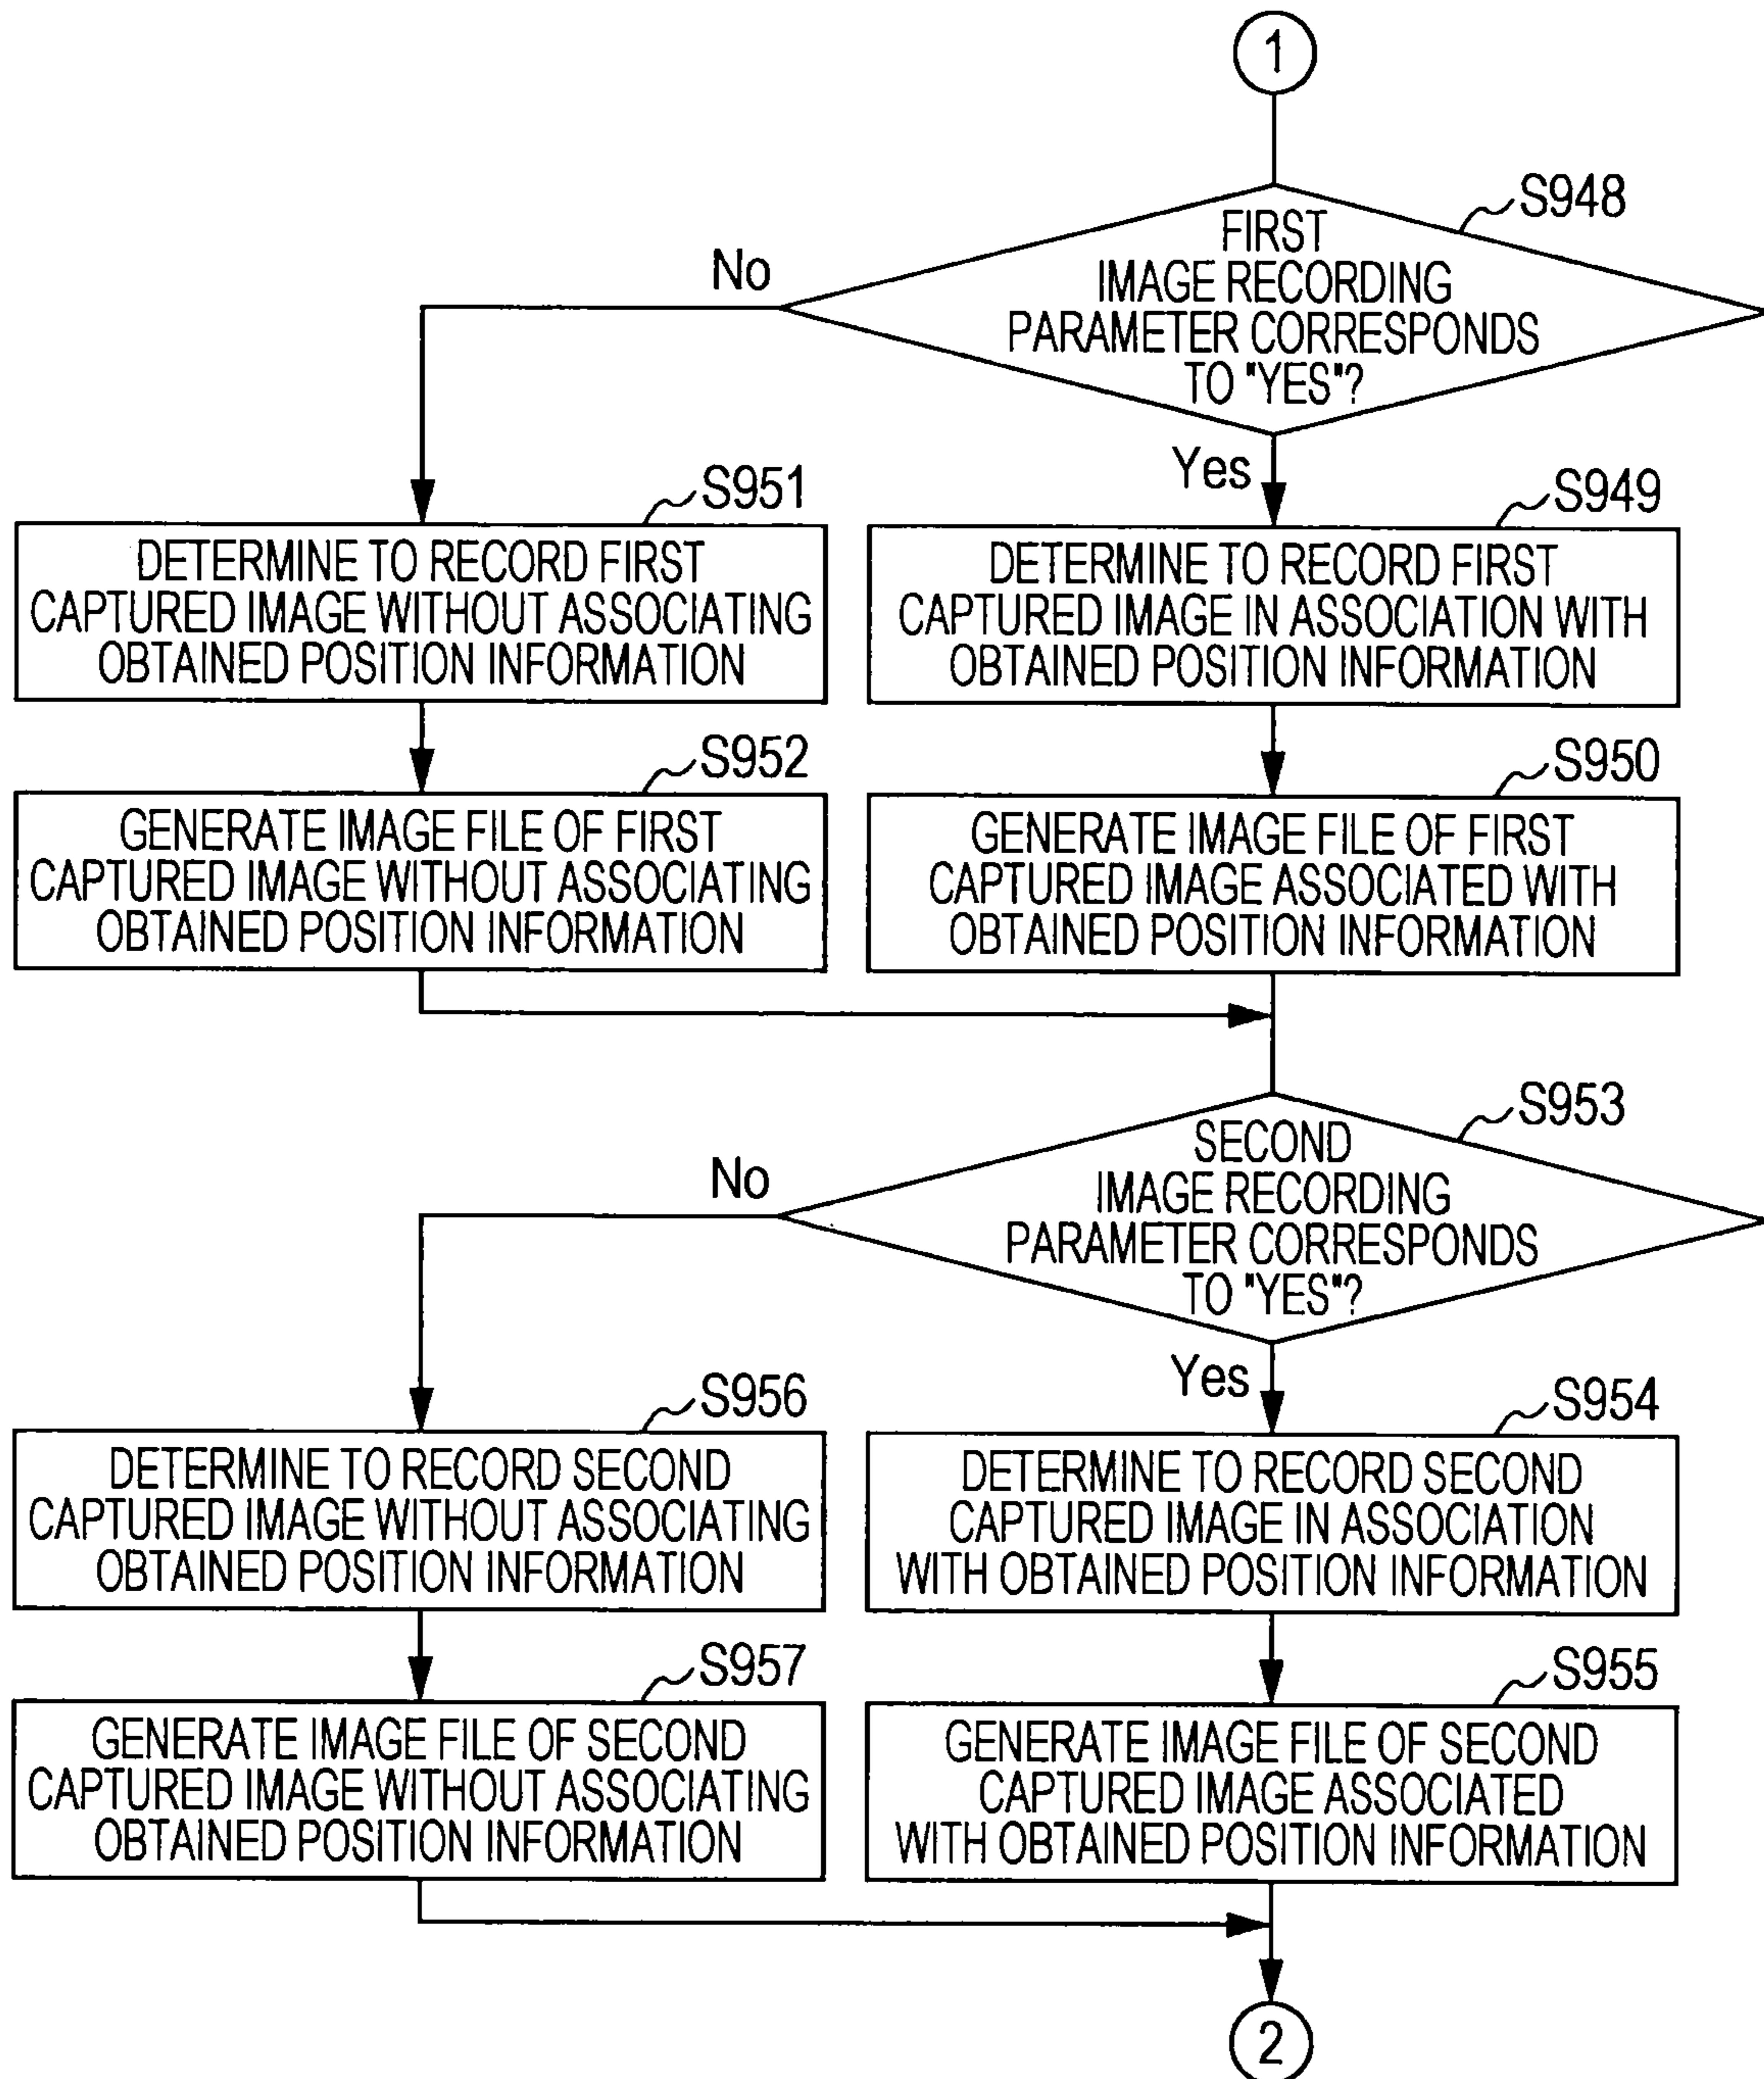 1
S948
FIRST
IMAGE RECORDING
PARAMETER CORRESPONDS
TO "YES"?
No
Yes
S951
DETERMINE TO RECORD FIRST
CAPTURED IMAGE WITHOUT ASSOCIATING
OBTAINED POSITION INFORMATION
S949
DETERMINE TO RECORD FIRST
CAPTURED IMAGE IN ASSOCIATION WITH
OBTAINED POSITION INFORMATION
S952
GENERATE IMAGE FILE OF FIRST
CAPTURED IMAGE WITHOUT ASSOCIATING
OBTAINED POSITION INFORMATION
S950
GENERATE IMAGE FILE OF FIRST
CAPTURED IMAGE ASSOCIATED WITH
OBTAINED POSITION INFORMATION
S953
SECOND
IMAGE RECORDING
PARAMETER CORRESPONDS
TO "YES"?
No
Yes
S956
DETERMINE TO RECORD SECOND
CAPTURED IMAGE WITHOUT ASSOCIATING
OBTAINED POSITION INFORMATION
S954
DETERMINE TO RECORD SECOND
CAPTURED IMAGE IN ASSOCIATION
WITH OBTAINED POSITION INFORMATION
S957
GENERATE IMAGE FILE OF SECOND
CAPTURED IMAGE WITHOUT ASSOCIATING
OBTAINED POSITION INFORMATION
S955
GENERATE IMAGE FILE OF SECOND
CAPTURED IMAGE ASSOCIATED
WITH OBTAINED POSITION INFORMATION
2